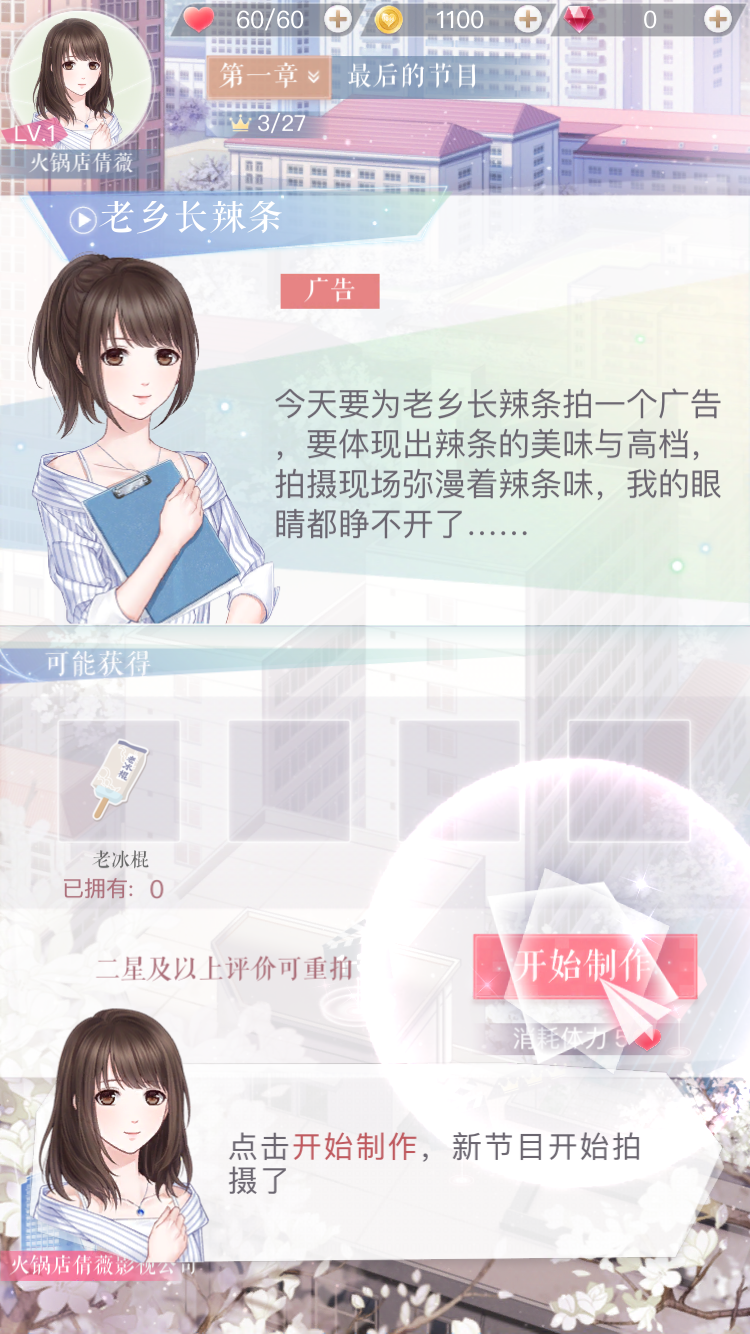 60/60
1100
0
第一章
最后的节目
3/27
LV.1
火锅店倩薇
老乡长辣条
广告
今天要为老乡长辣条拍一个广告
，要体现出辣条的美味与高档，
拍摄现场弥漫着辣条味，我的眼
睛都睁不开了……
可能获得
老冰棍
老冰棍
已拥有：0
二星及以上评价可重拍
开始制作
消耗体力 5
点击开始制作，新节目开始拍
摄了
火锅店倩薇影视公司